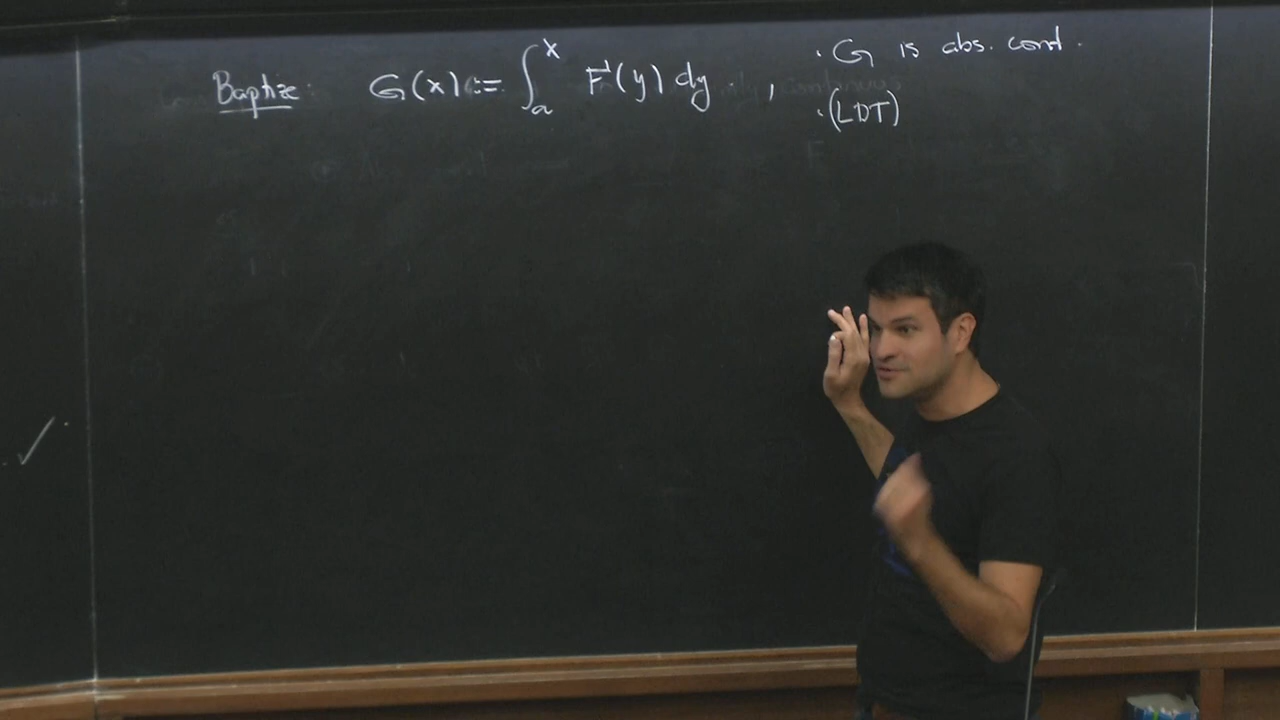 Baptize: G(x) := ∫_a^x F'(y) dy ,
· G is abs. cont.
· (LDT)